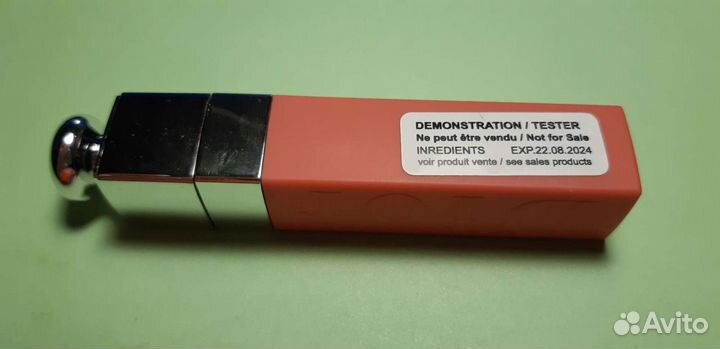 DEMONSTRATION / TESTER
Ne peut être vendu / Not for Sale
INREDIENTS EXP.22.08.2024
voir produit vente / see sales products
Avito